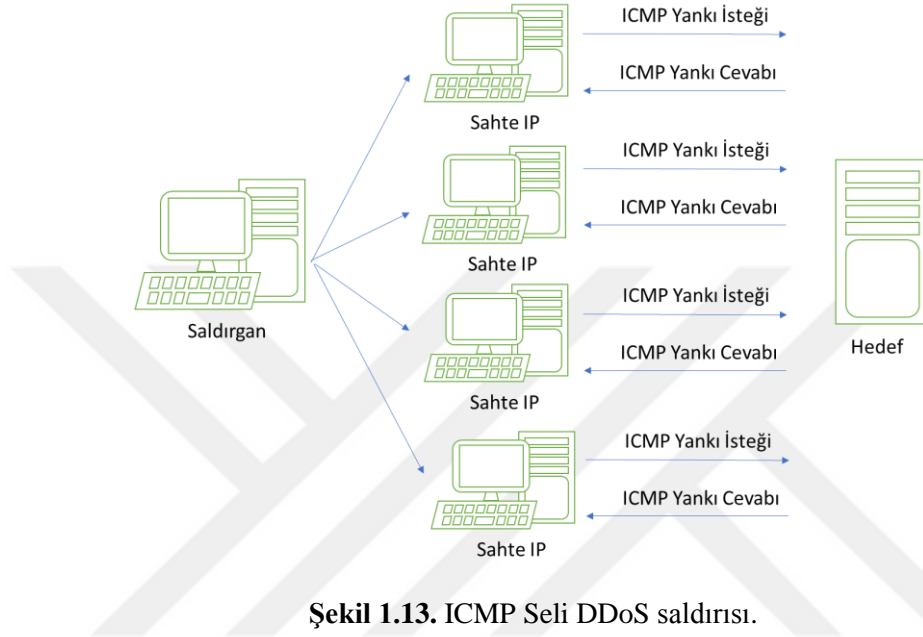 ICMP Yankı İsteği
ICMP Yankı Cevabı
Sahte IP
ICMP Yankı İsteği
ICMP Yankı Cevabı
Sahte IP
Saldırgan
ICMP Yankı İsteği
ICMP Yankı Cevabı
Hedef
Sahte IP
ICMP Yankı İsteği
ICMP Yankı Cevabı
Sahte IP
Şekil 1.13. ICMP Seli DDoS saldırısı.